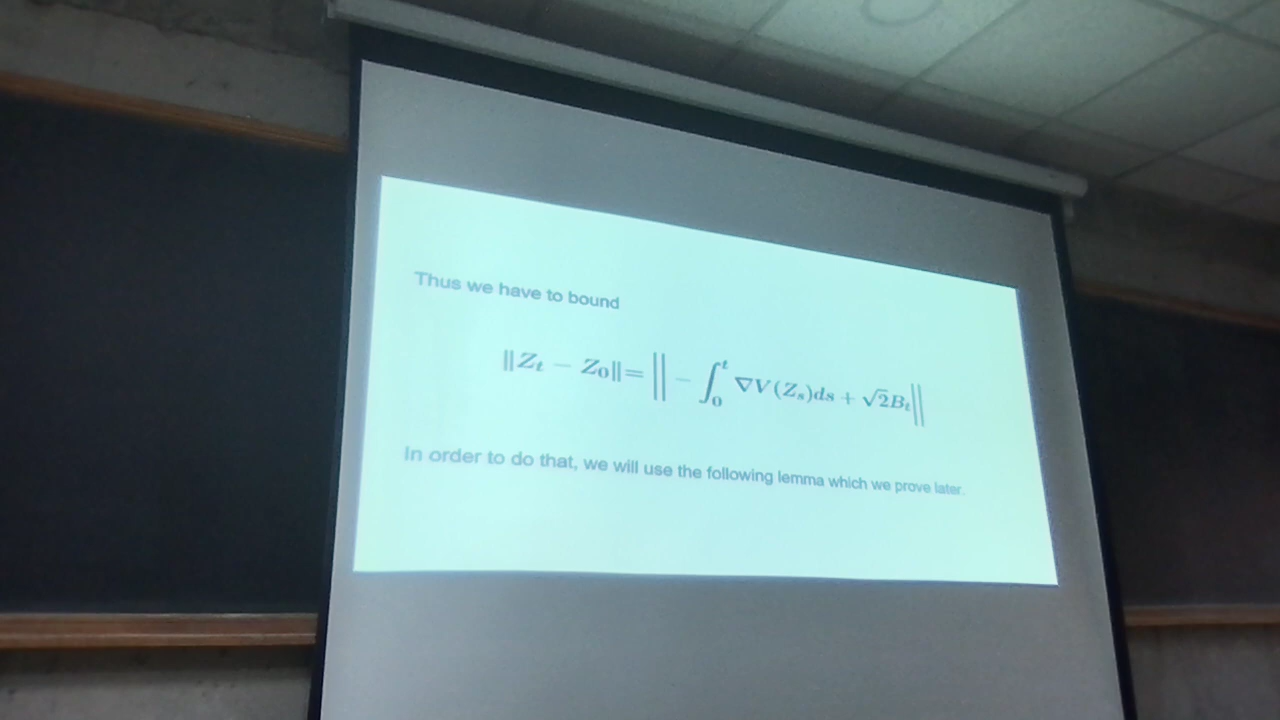 Thus we have to bound
‖Z_t − Z_0‖= ‖ − ∫_0^t ∇V(Z_s)ds + √2B_t‖
In order to do that, we will use the following lemma which we prove later.